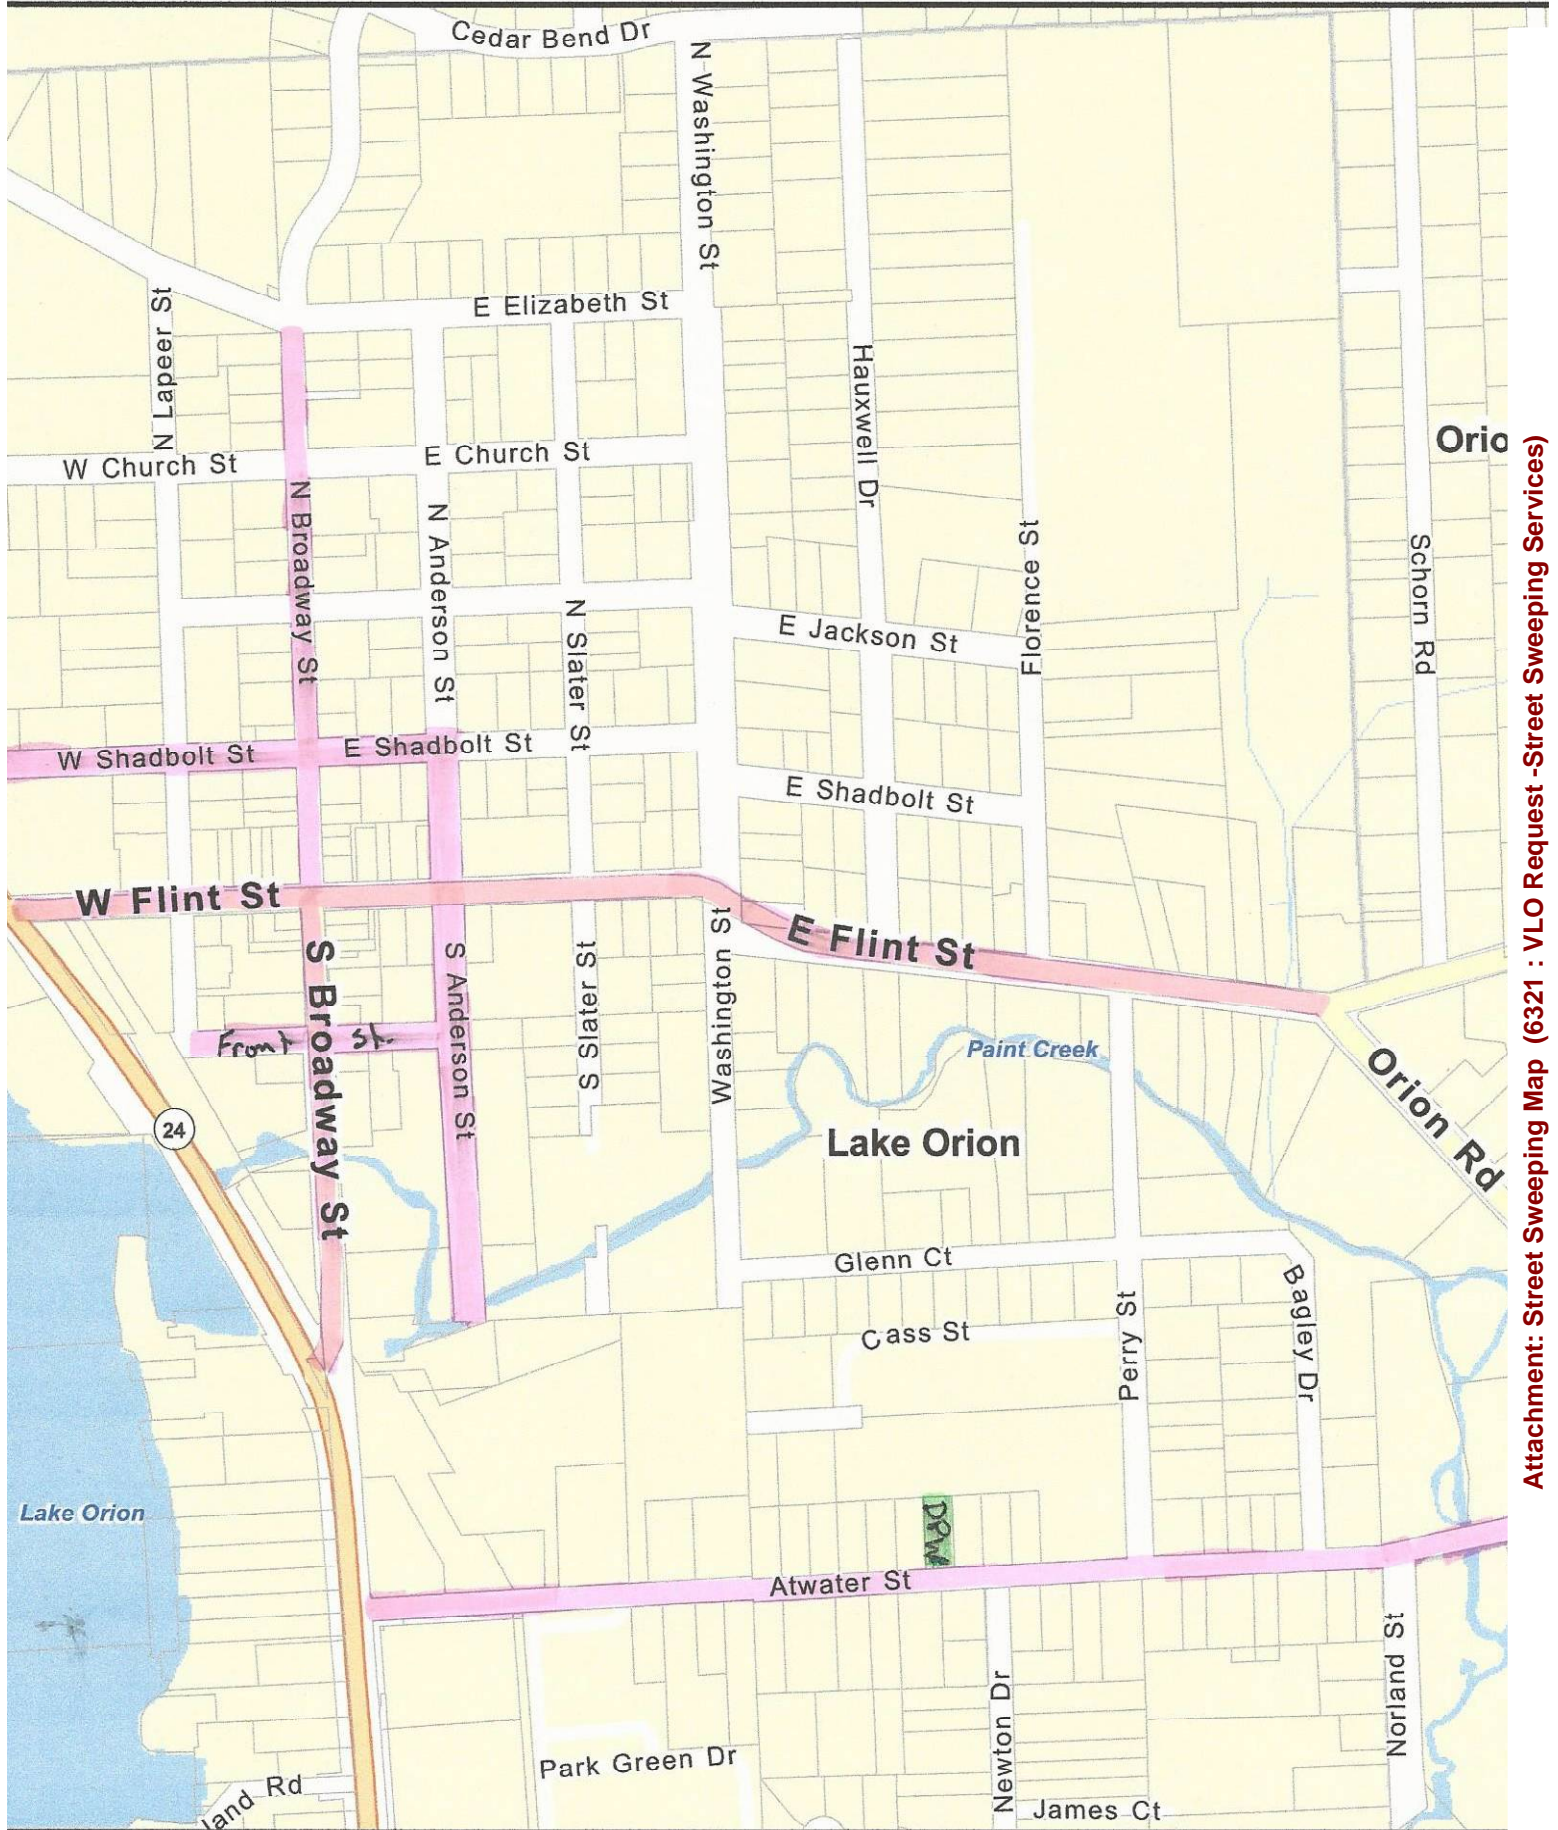 Cedar Bend Dr
N Washington St
N Lapeer St
E Elizabeth St
Hauxwell Dr
Orio
W Church St
E Church St
N Broadway St
N Anderson St
Florence St
Schorn Rd
N Slater St
E Jackson St
W Shadbolt St
E Shadbolt St
E Shadbolt St
W Flint St
E Flint St
S Broadway St
S Anderson St
S Slater St
Washington St
Front St.
Paint Creek
Orion Rd
24
Lake Orion
Glenn Ct
Bagley Dr
Cass St
Perry St
Lake Orion
DPW
Atwater St
Norland St
Newton Dr
Park Green Dr
land Rd
James Ct
Attachment: Street Sweeping Map (6321 : VLO Request -Street Sweeping Services)